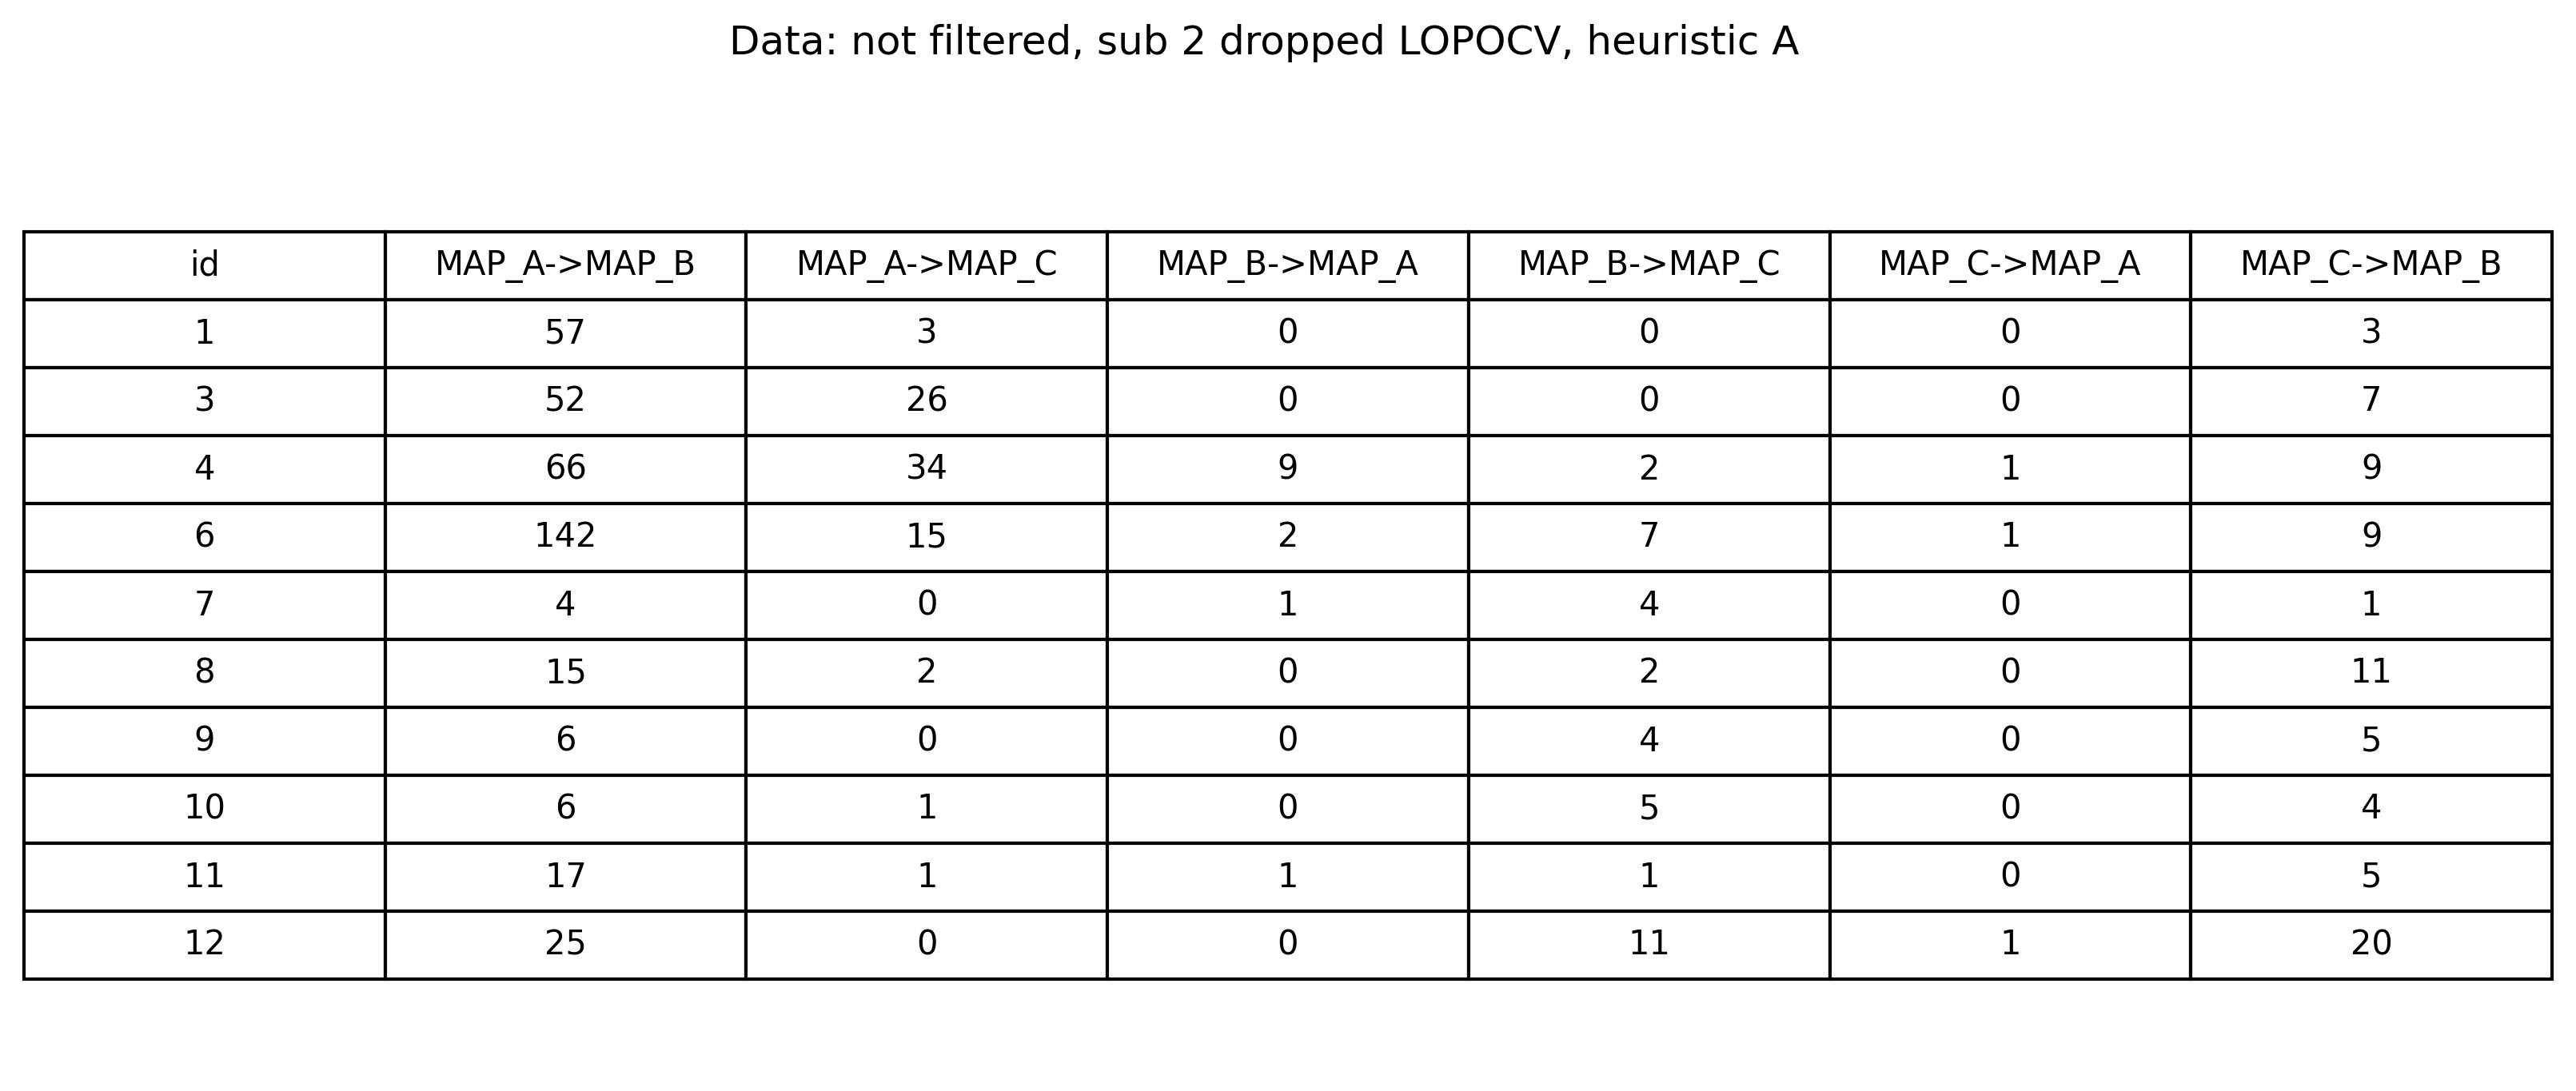 Data: not filtered, sub 2 dropped LOPOCV, heuristic A
id MAP_A->MAP_B MAP_A->MAP_C MAP_B->MAP_A MAP_B->MAP_C MAP_C->MAP_A MAP_C->MAP_B
1 57 3 0 0 0 3
3 52 26 0 0 0 7
4 66 34 9 2 1 9
6 142 15 2 7 1 9
7 4 0 1 4 0 1
8 15 2 0 2 0 11
9 6 0 0 4 0 5
10 6 1 0 5 0 4
11 17 1 1 1 0 5
12 25 0 0 11 1 20